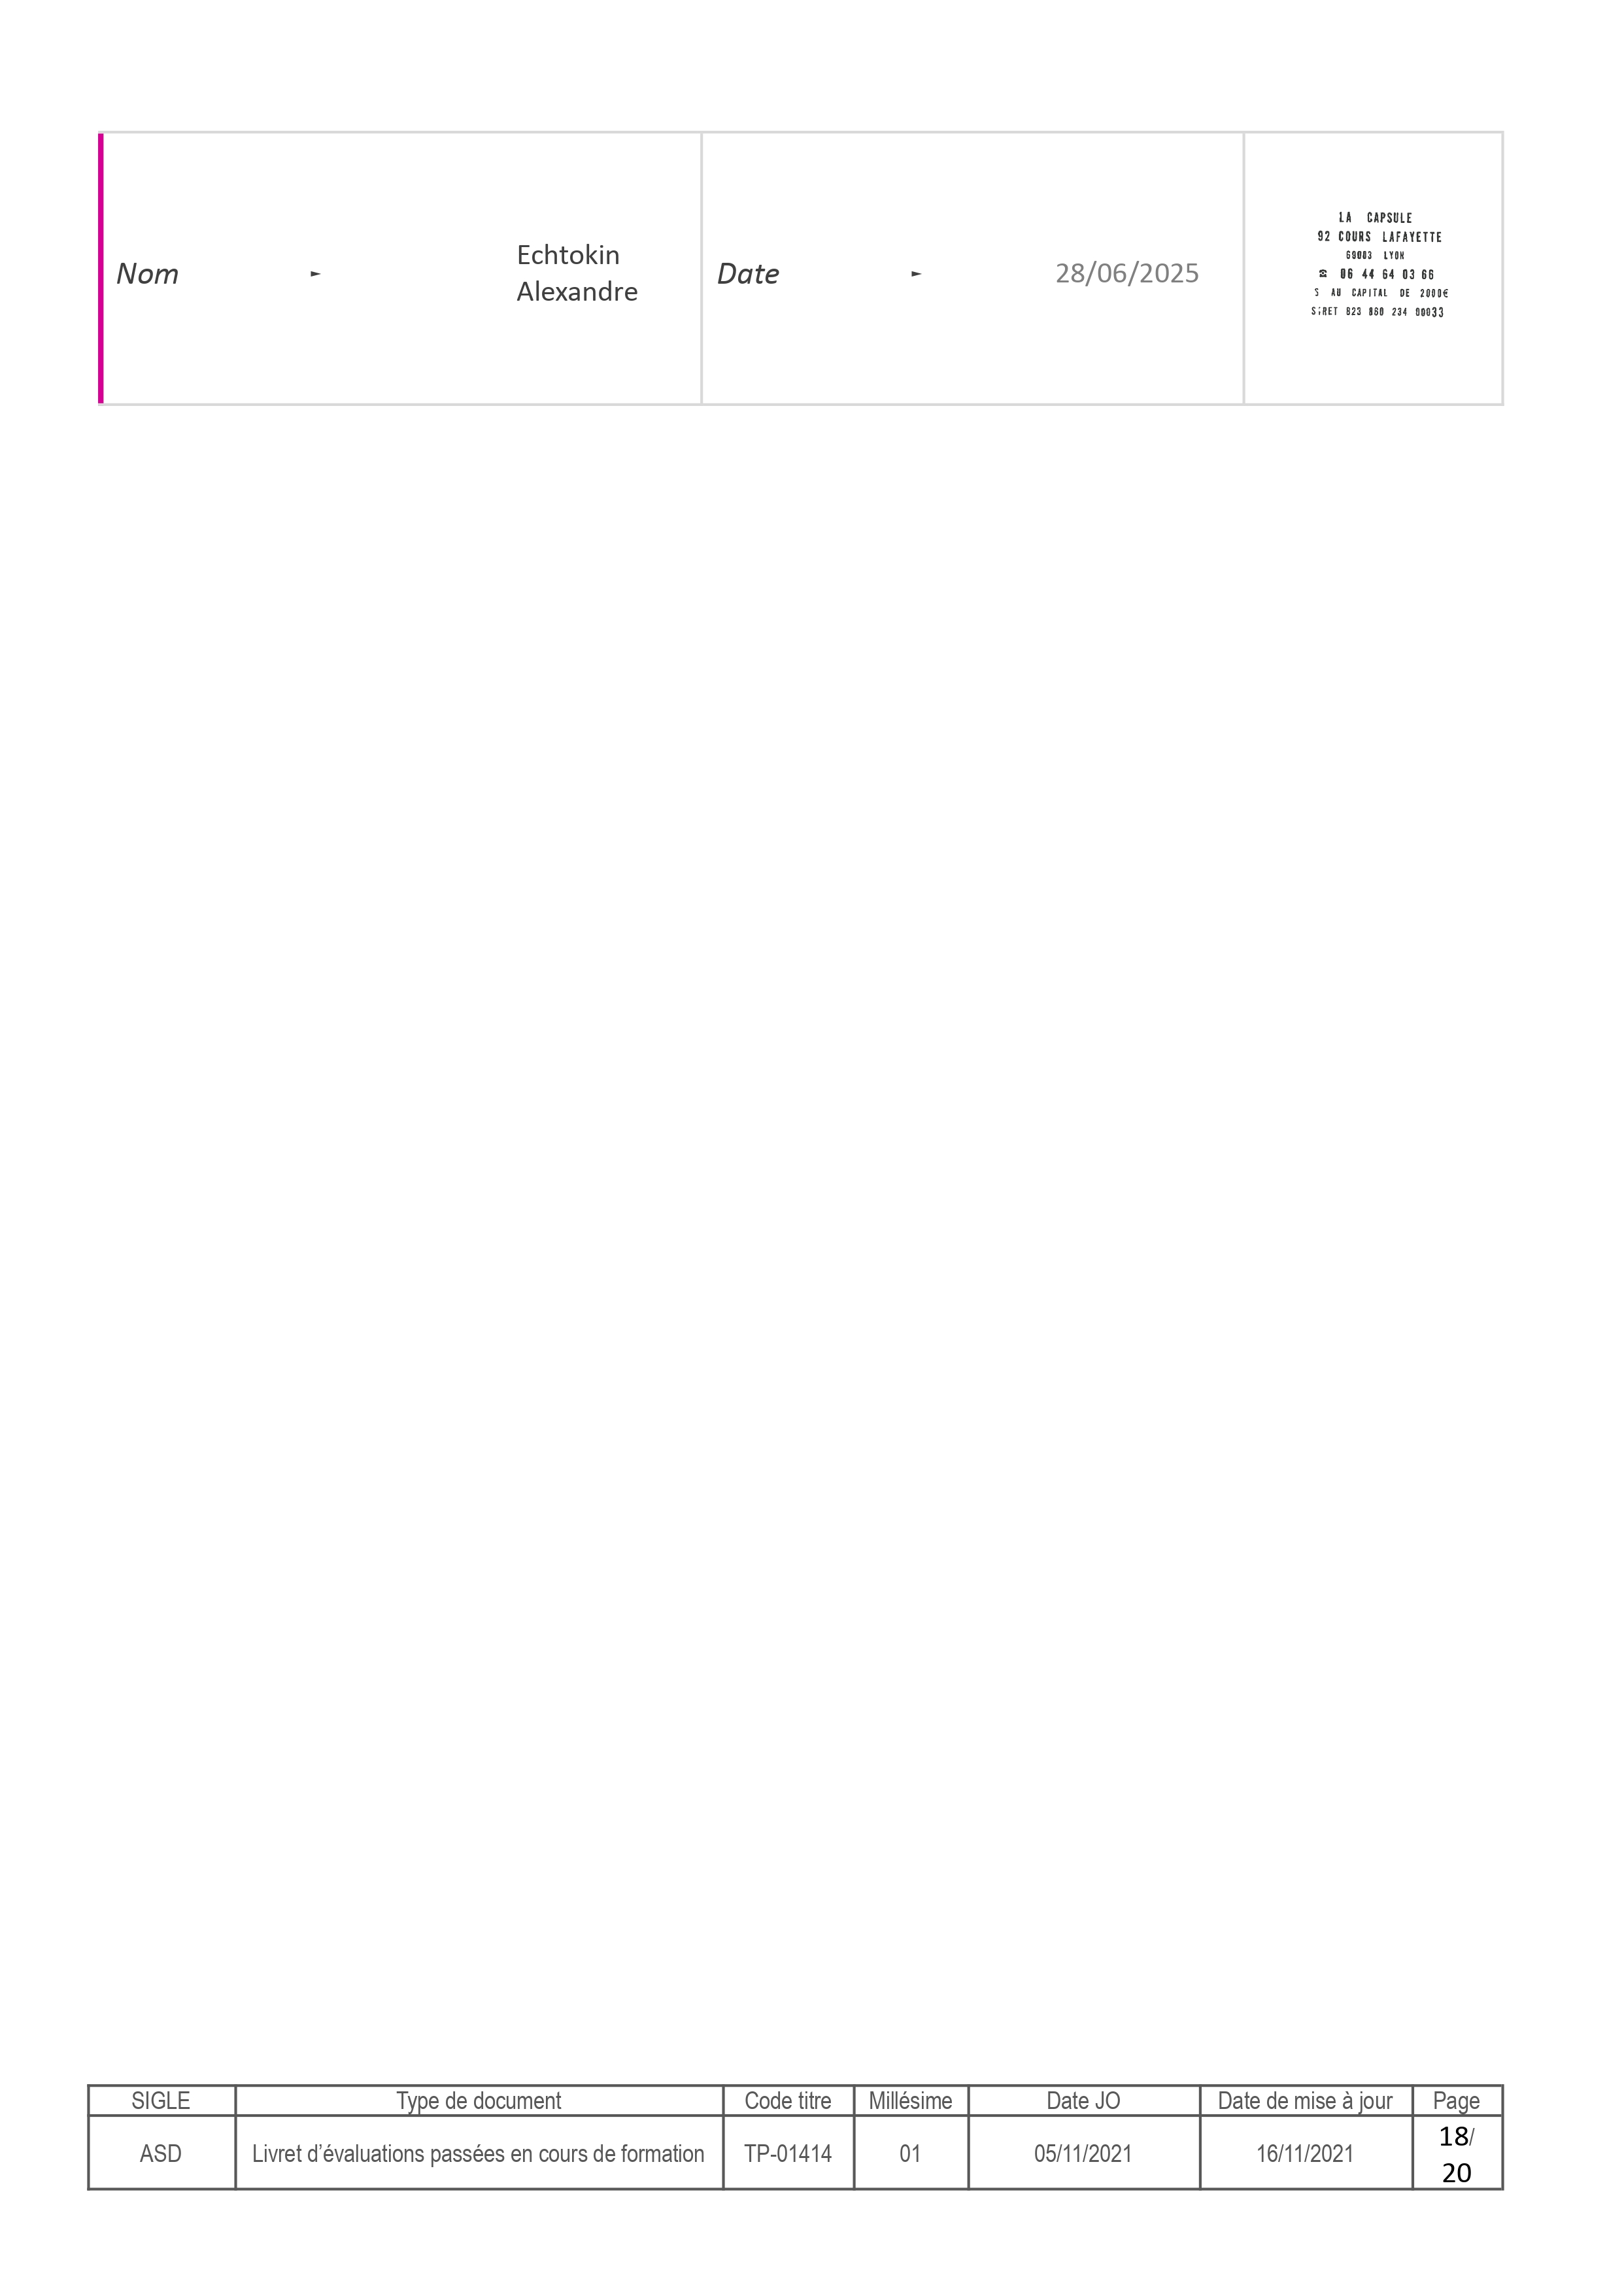 Nom ► Echtokin
Alexandre
Date ► 28/06/2025
LA CAPSULE
92 COURS LAFAYETTE
69003 LYON
☎ 06 44 64 03 66
S AU CAPITAL DE 2000€
SIRET 823 860 234 00033
SIGLE Type de document Code titre Millésime Date JO Date de mise à jour Page
ASD Livret d’évaluations passées en cours de formation TP-01414 01 05/11/2021 16/11/2021 18/
20